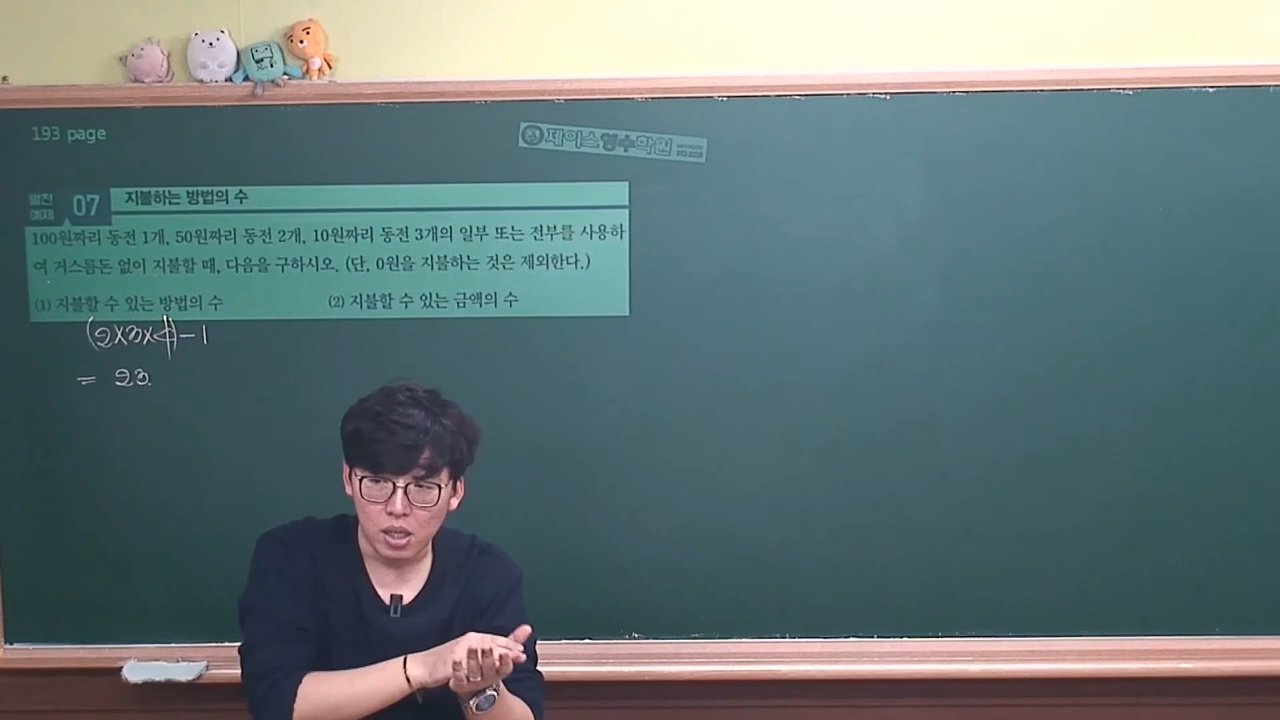 193 page
제이스영수학원
발전
예제 07 지불하는 방법의 수
100원짜리 동전 1개, 50원짜리 동전 2개, 10원짜리 동전 3개의 일부 또는 전부를 사용하
여 거스름돈 없이 지불할 때, 다음을 구하시오. (단, 0원을 지불하는 것은 제외한다.)
(1) 지불할 수 있는 방법의 수 (2) 지불할 수 있는 금액의 수
(2×3×4)-1
= 23.